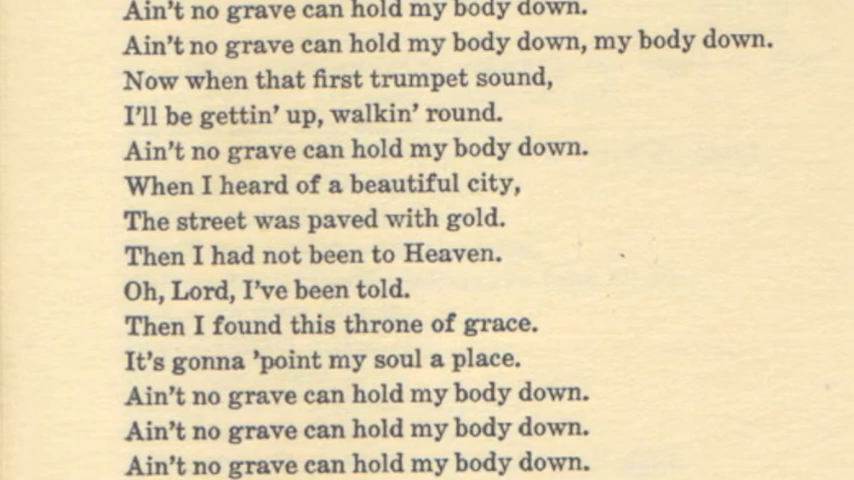 Ain't no grave can hold my body down.
Ain't no grave can hold my body down, my body down.
Now when that first trumpet sound,
I'll be gettin' up, walkin' round.
Ain't no grave can hold my body down.
When I heard of a beautiful city,
The street was paved with gold.
Then I had not been to Heaven.
Oh, Lord, I've been told.
Then I found this throne of grace.
It's gonna 'point my soul a place.
Ain't no grave can hold my body down.
Ain't no grave can hold my body down.
Ain't no grave can hold my body down.